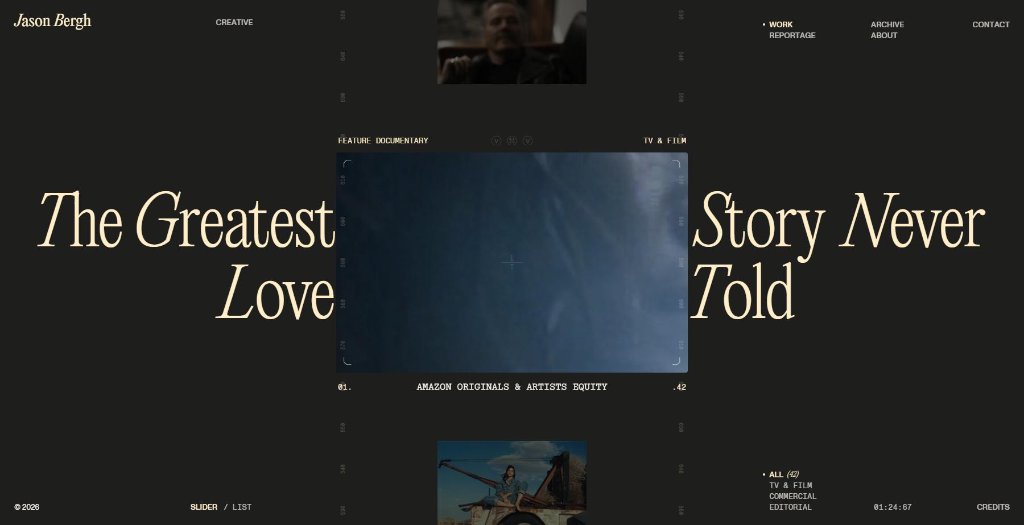 Jason Bergh
CREATIVE
WORK
REPORTAGE
ARCHIVE
ABOUT
CONTACT
FEATURE DOCUMENTARY
TV & FILM
The Greatest Story Never
Love Told
01.
AMAZON ORIGINALS & ARTISTS EQUITY
.42
ALL (42)
TV & FILM
COMMERCIAL
EDITORIAL
© 2026
SLIDER / LIST
01:24:67
CREDITS